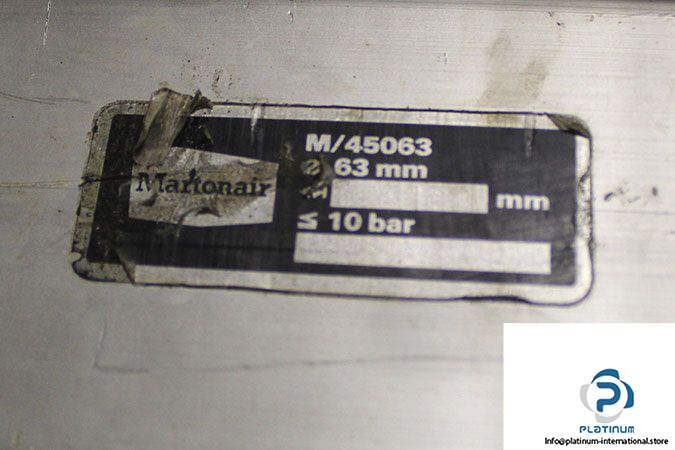 Martonair
M/45063
ø 63 mm
mm
≤ 10 bar
PLATINUM
Info@platinum-international.store